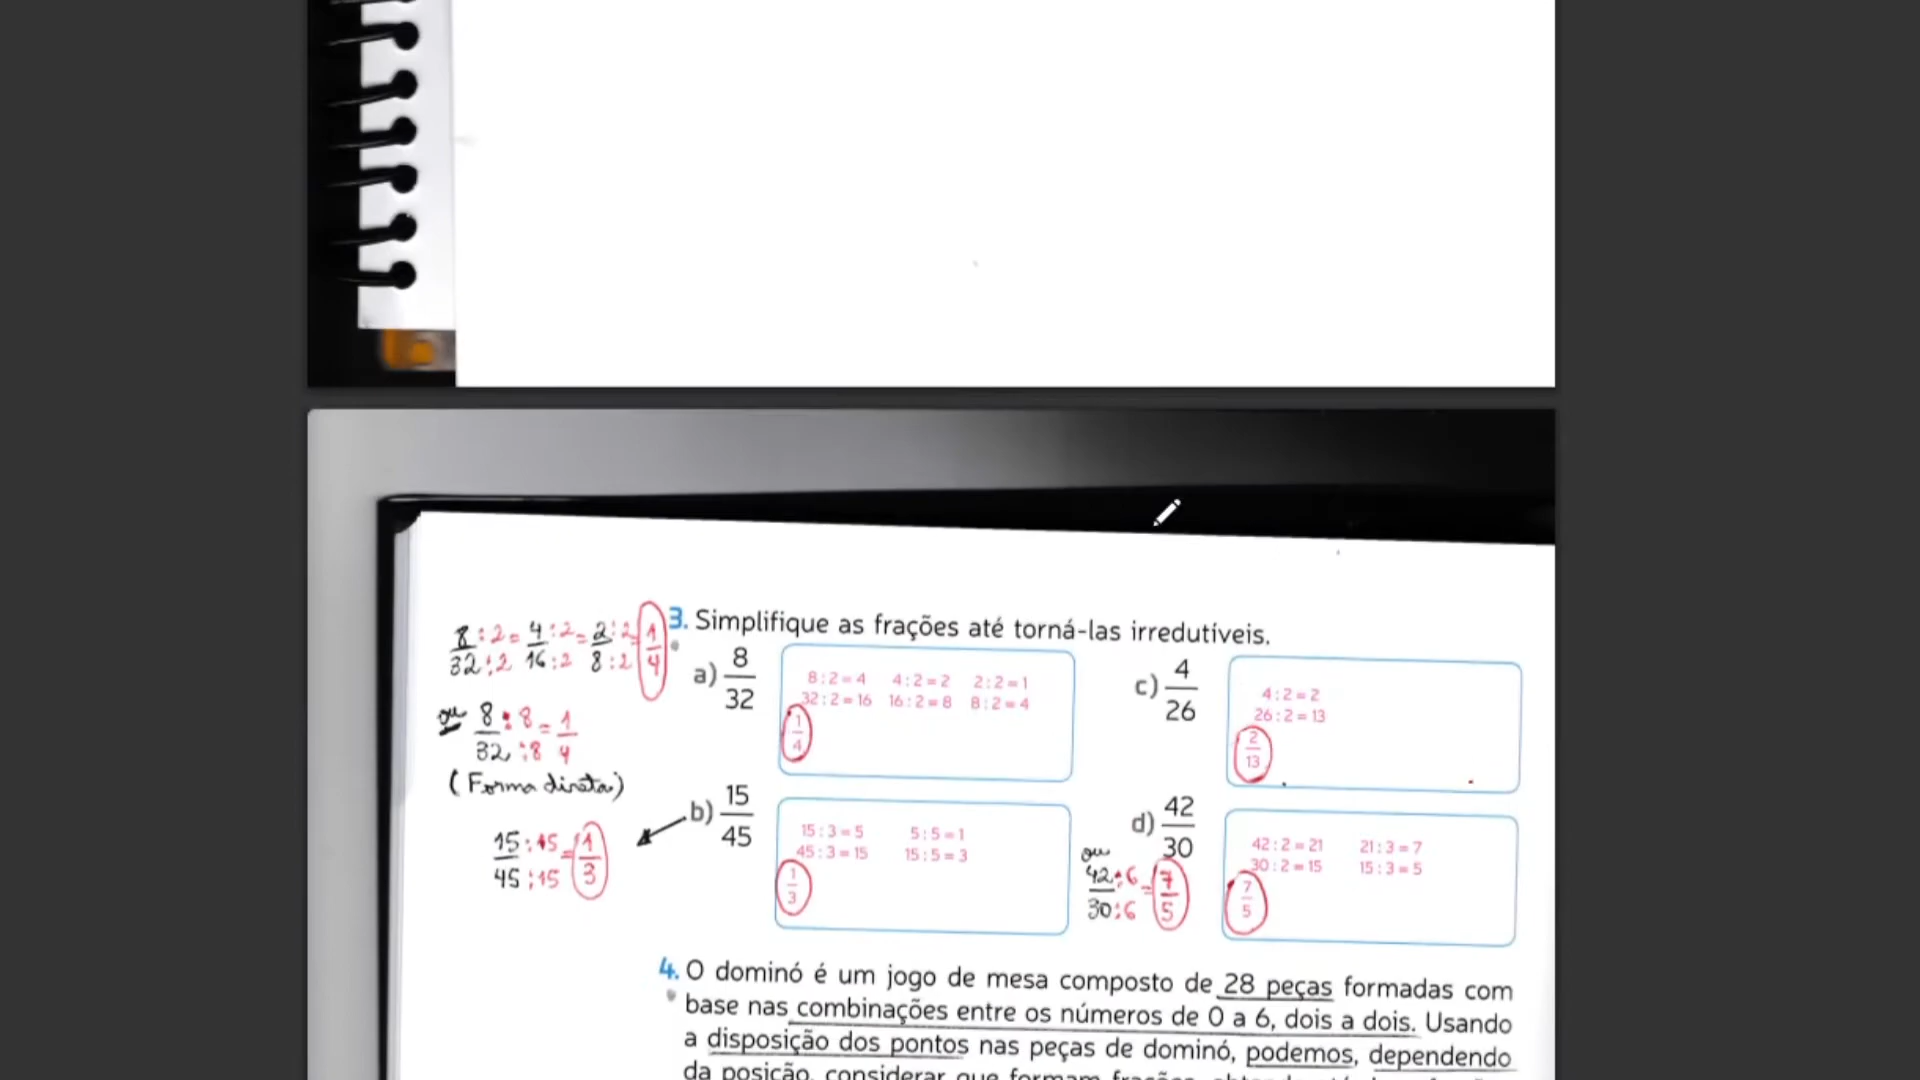 3. Simplifique as frações até torná-las irredutíveis.
8 : 2 = 4 : 2 = 2 : 2 = 1
32 : 2 16 : 2 8 : 2 4
ou 8 : 8 = 1
32 : 8 4
(Forma direta)
a) 8
32
8 : 2 = 4 4 : 2 = 2 2 : 2 = 1
32 : 2 = 16 16 : 2 = 8 8 : 2 = 4
1
4
b) 15
45
15 : 15 = 1
45 : 15 3
15 : 3 = 5 5 : 5 = 1
45 : 3 = 15 15 : 5 = 3
1
3
c) 4
26
4 : 2 = 2
26 : 2 = 13
2
13
d) 42
30
ou
42 : 6 = 7
30 : 6 5
42 : 2 = 21 21 : 3 = 7
30 : 2 = 15 15 : 3 = 5
7
5
4. O dominó é um jogo de mesa composto de 28 peças formadas com
base nas combinações entre os números de 0 a 6, dois a dois. Usando
a disposição dos pontos nas peças de dominó, podemos, dependendo
da posição, considerar que formam frações,